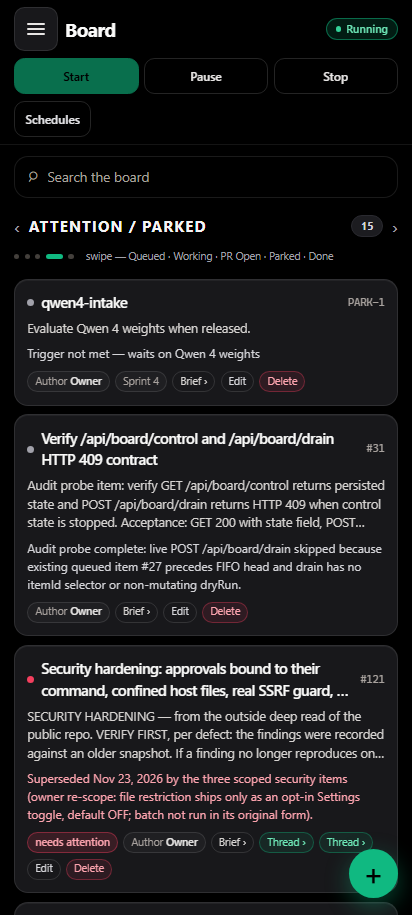 Board
Running
Start
Pause
Stop
Schedules
Search the board
‹ ATTENTION / PARKED 15 ›
swipe — Queued · Working · PR Open · Parked · Done
qwen4-intake PARK-1
Evaluate Qwen 4 weights when released.
Trigger not met — waits on Qwen 4 weights
Author Owner Sprint 4 Brief › Edit Delete
Verify /api/board/control and /api/board/drain
HTTP 409 contract
#31
Audit probe item: verify GET /api/board/control returns persisted
state and POST /api/board/drain returns HTTP 409 when control
state is stopped. Acceptance: GET 200 with state field, POST...
Audit probe complete: live POST /api/board/drain skipped because
existing queued item #27 precedes FIFO head and drain has no
itemId selector or non-mutating dryRun.
Author Owner Brief › Edit Delete
Security hardening: approvals bound to their
command, confined host files, real SSRF guard, ...
#121
SECURITY HARDENING — from the outside deep read of the
public repo. VERIFY FIRST, per defect: the findings were recorded
against an older snapshot. If a finding no longer reproduces on...
Superseded Nov 23, 2026 by the three scoped security items
(owner re-scope: file restriction ships only as an opt-in Settings
toggle, default OFF; batch not run in its original form).
needs attention Author Owner Brief › Thread › Thread ›
Edit Delete
+